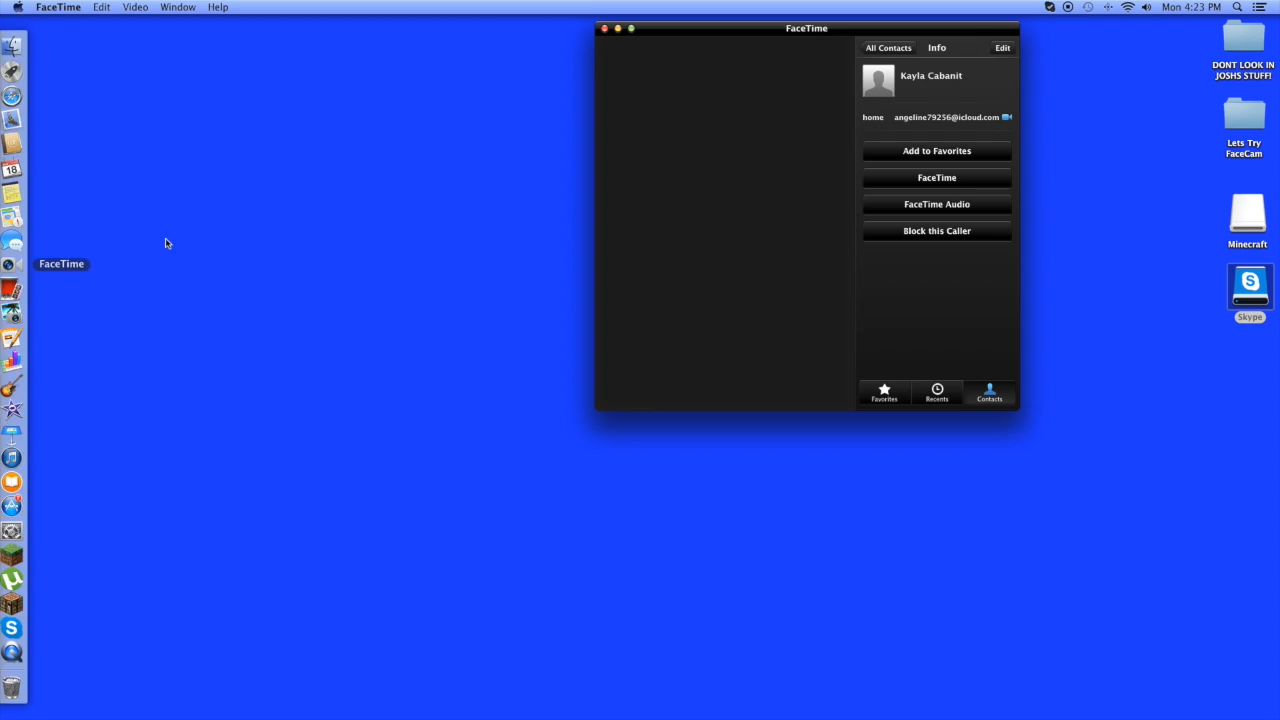 FaceTime Edit Video Window Help
Mon 4:23 PM
FaceTime
All Contacts Info Edit
Kayla Cabanit
home angeline79256@icloud.com
Add to Favorites
FaceTime
FaceTime Audio
Block this Caller
Favorites Recents Contacts
FaceTime
18
DONT LOOK IN
JOSHS STUFF!
Lets Try
FaceCam
Minecraft
Skype